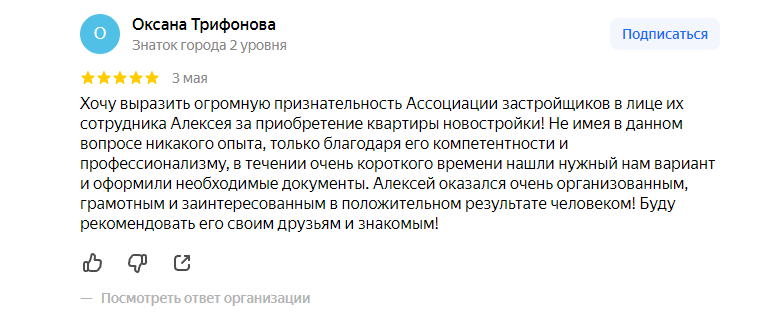 О
Оксана Трифонова
Знаток города 2 уровня
Подписаться
3 мая
Хочу выразить огромную признательность Ассоциации застройщиков в лице их
сотрудника Алексея за приобретение квартиры новостройки! Не имея в данном
вопросе никакого опыта, только благодаря его компетентности и
профессионализму, в течении очень короткого времени нашли нужный нам вариант
и оформили необходимые документы. Алексей оказался очень организованным,
грамотным и заинтересованным в положительном результате человеком! Буду
рекомендовать его своим друзьям и знакомым!
— Посмотреть ответ организации